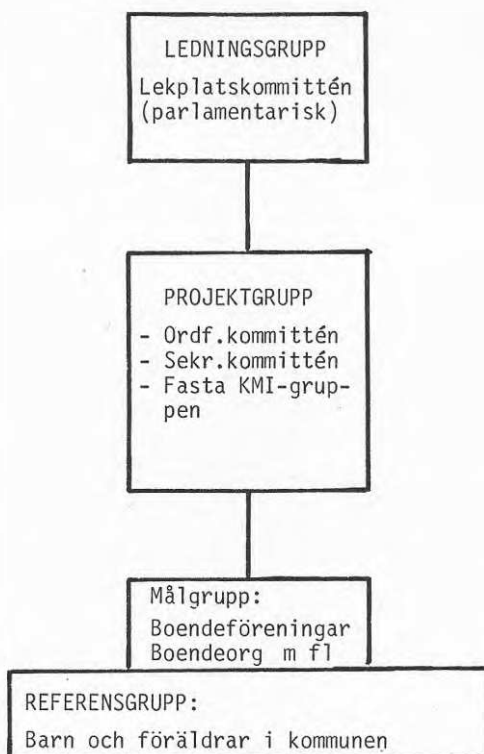 LEDNINGSGRUPP
Lekplatskommittén
(parlamentarisk)
PROJEKTGRUPP
- Ordf.kommittén
- Sekr.kommittén
- Fasta KMI-grup-
pen
Målgrupp:
Boendeföreningar
Boendeorg m fl
REFERENSGRUPP:
Barn och föräldrar i kommunen